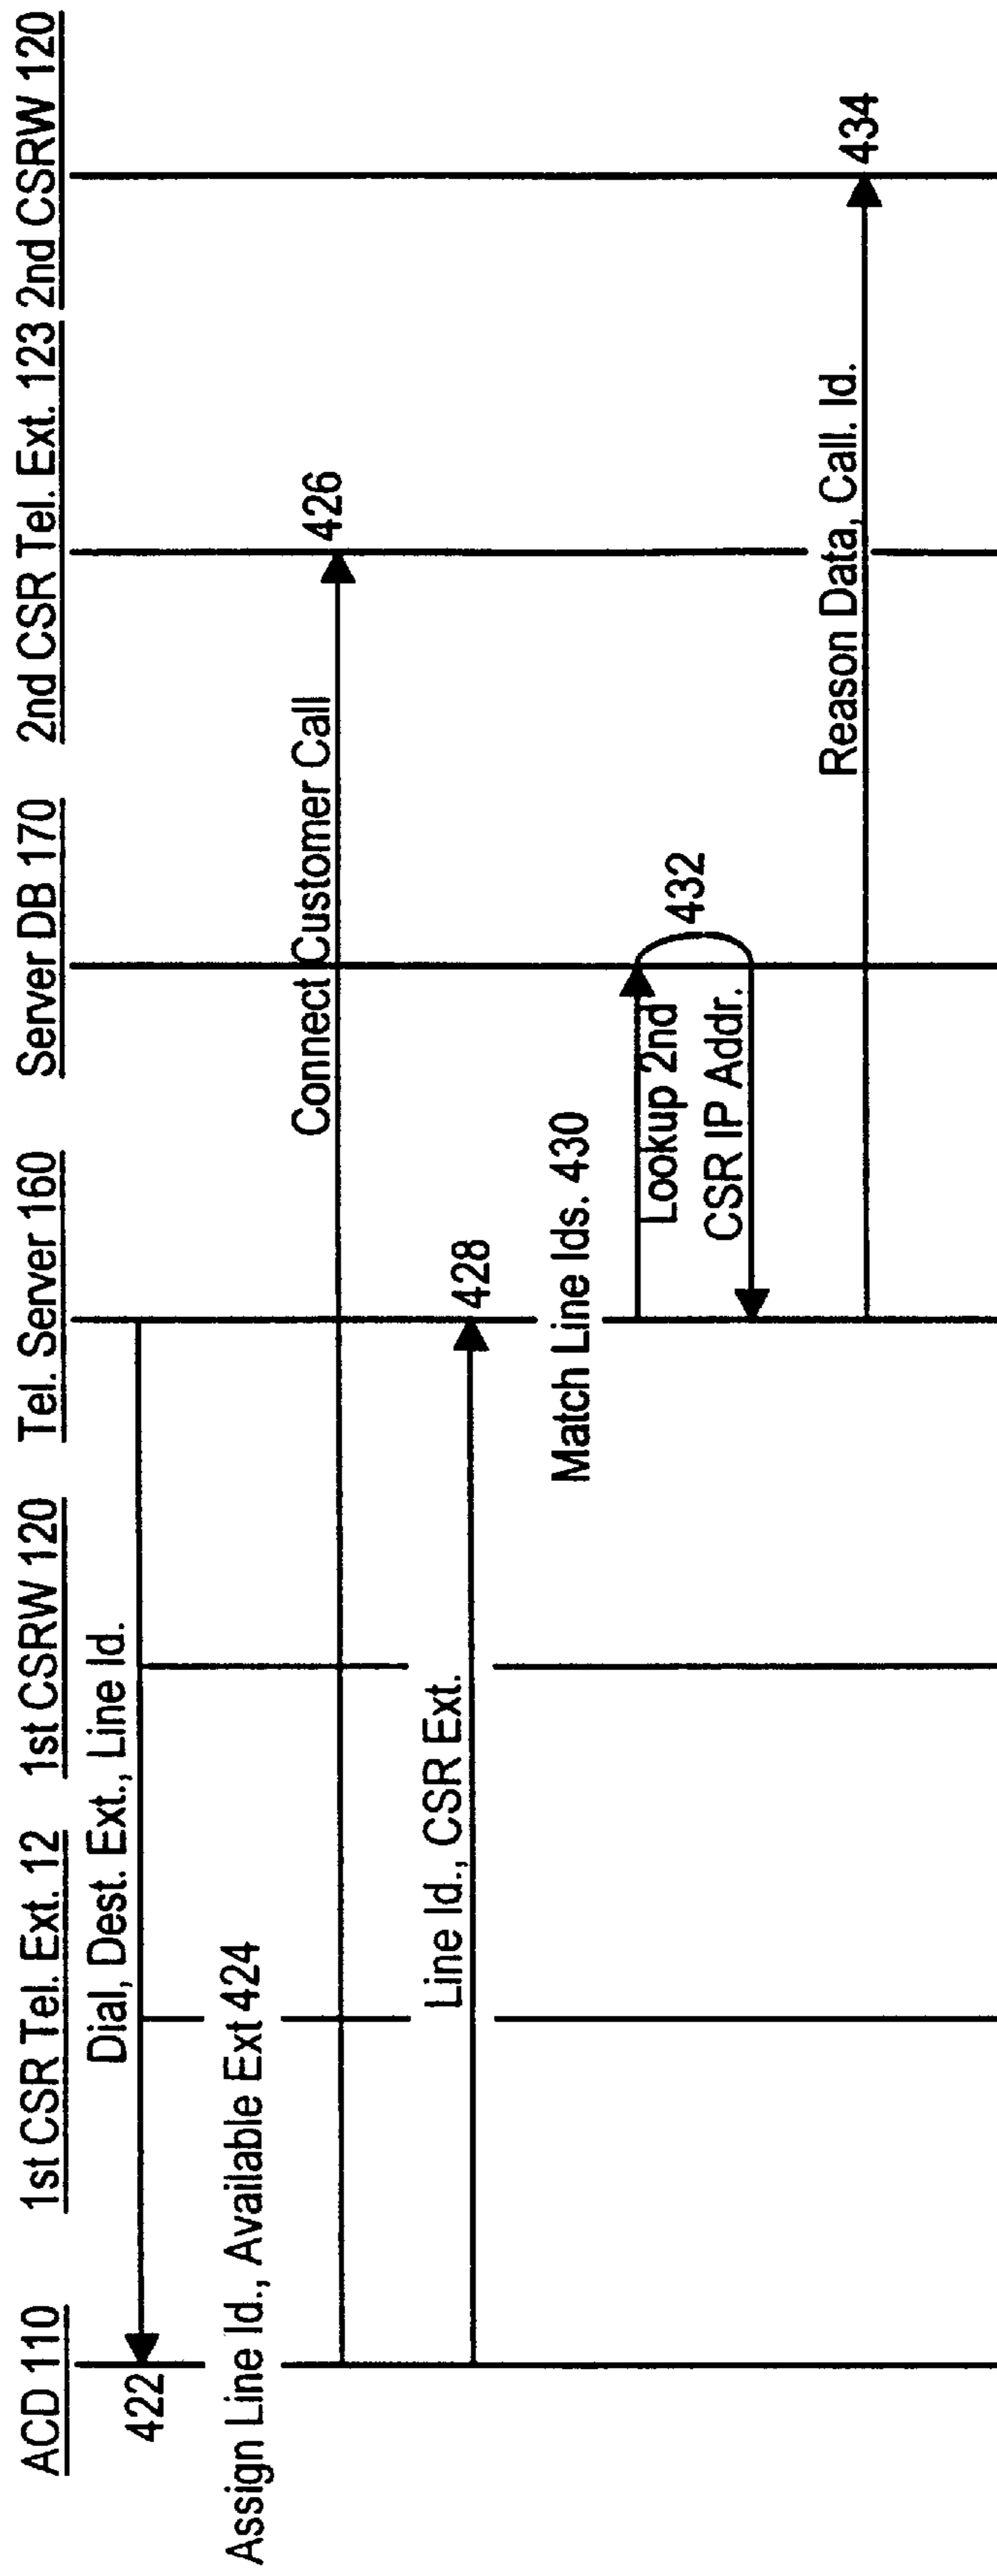 ACD 110
1st CSR Tel. Ext. 12
1st CSRW 120
Tel. Server 160
Server DB 170
2nd CSR Tel. Ext. 123
2nd CSRW 120
Dial, Dest. Ext., Line Id.
422
Assign Line Id., Available Ext 424
Connect Customer Call
426
Line Id., CSR Ext.
428
Match Line Ids. 430
Lookup 2nd
CSR IP Addr.
432
Reason Data, Call. Id.
434